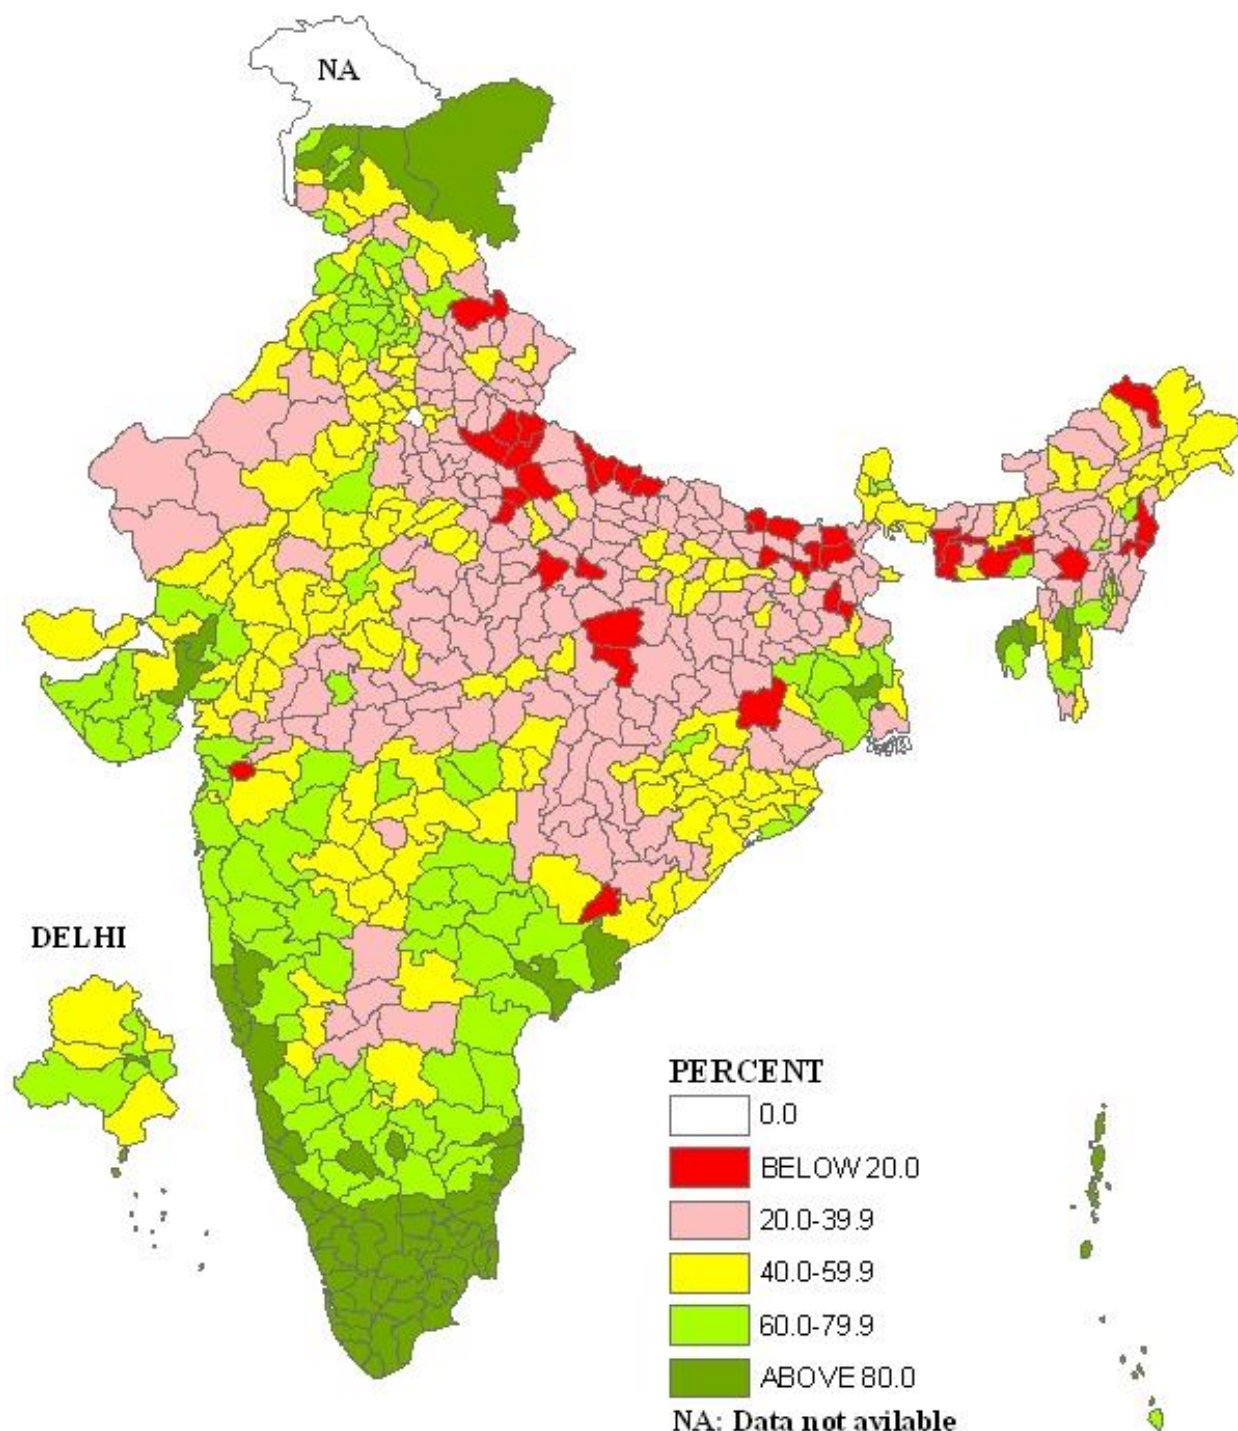 NA
DELHI
PERCENT
0.0
BELOW 20.0
20.0-39.9
40.0-59.9
60.0-79.9
ABOVE 80.0
NA: Data not avilable